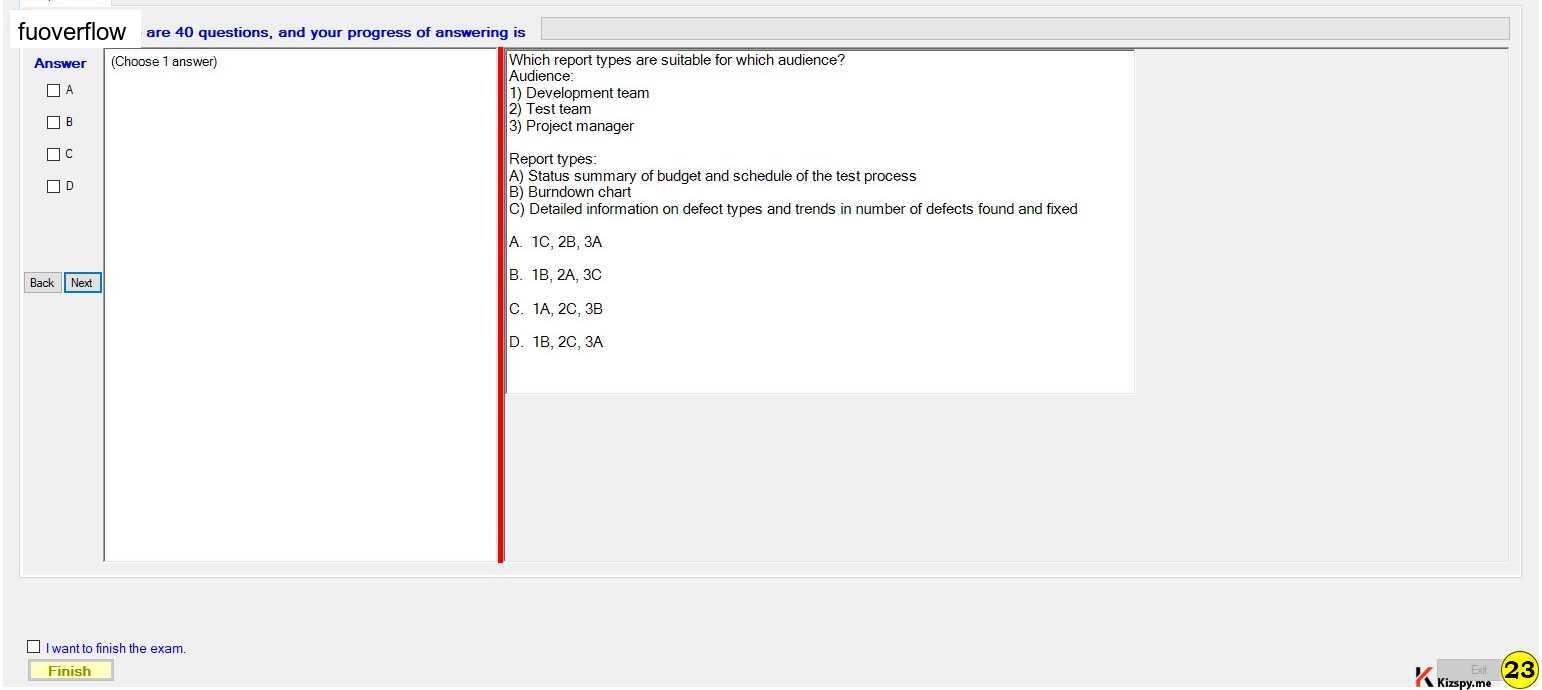 fuoverflow are 40 questions, and your progress of answering is
Answer
A
B
C
D
Back Next
(Choose 1 answer)
Which report types are suitable for which audience?
Audience:
1) Development team
2) Test team
3) Project manager
Report types:
A) Status summary of budget and schedule of the test process
B) Burndown chart
C) Detailed information on defect types and trends in number of defects found and fixed
A. 1C, 2B, 3A
B. 1B, 2A, 3C
C. 1A, 2C, 3B
D. 1B, 2C, 3A
I want to finish the exam.
Finish
Kizspy.me Exit 23